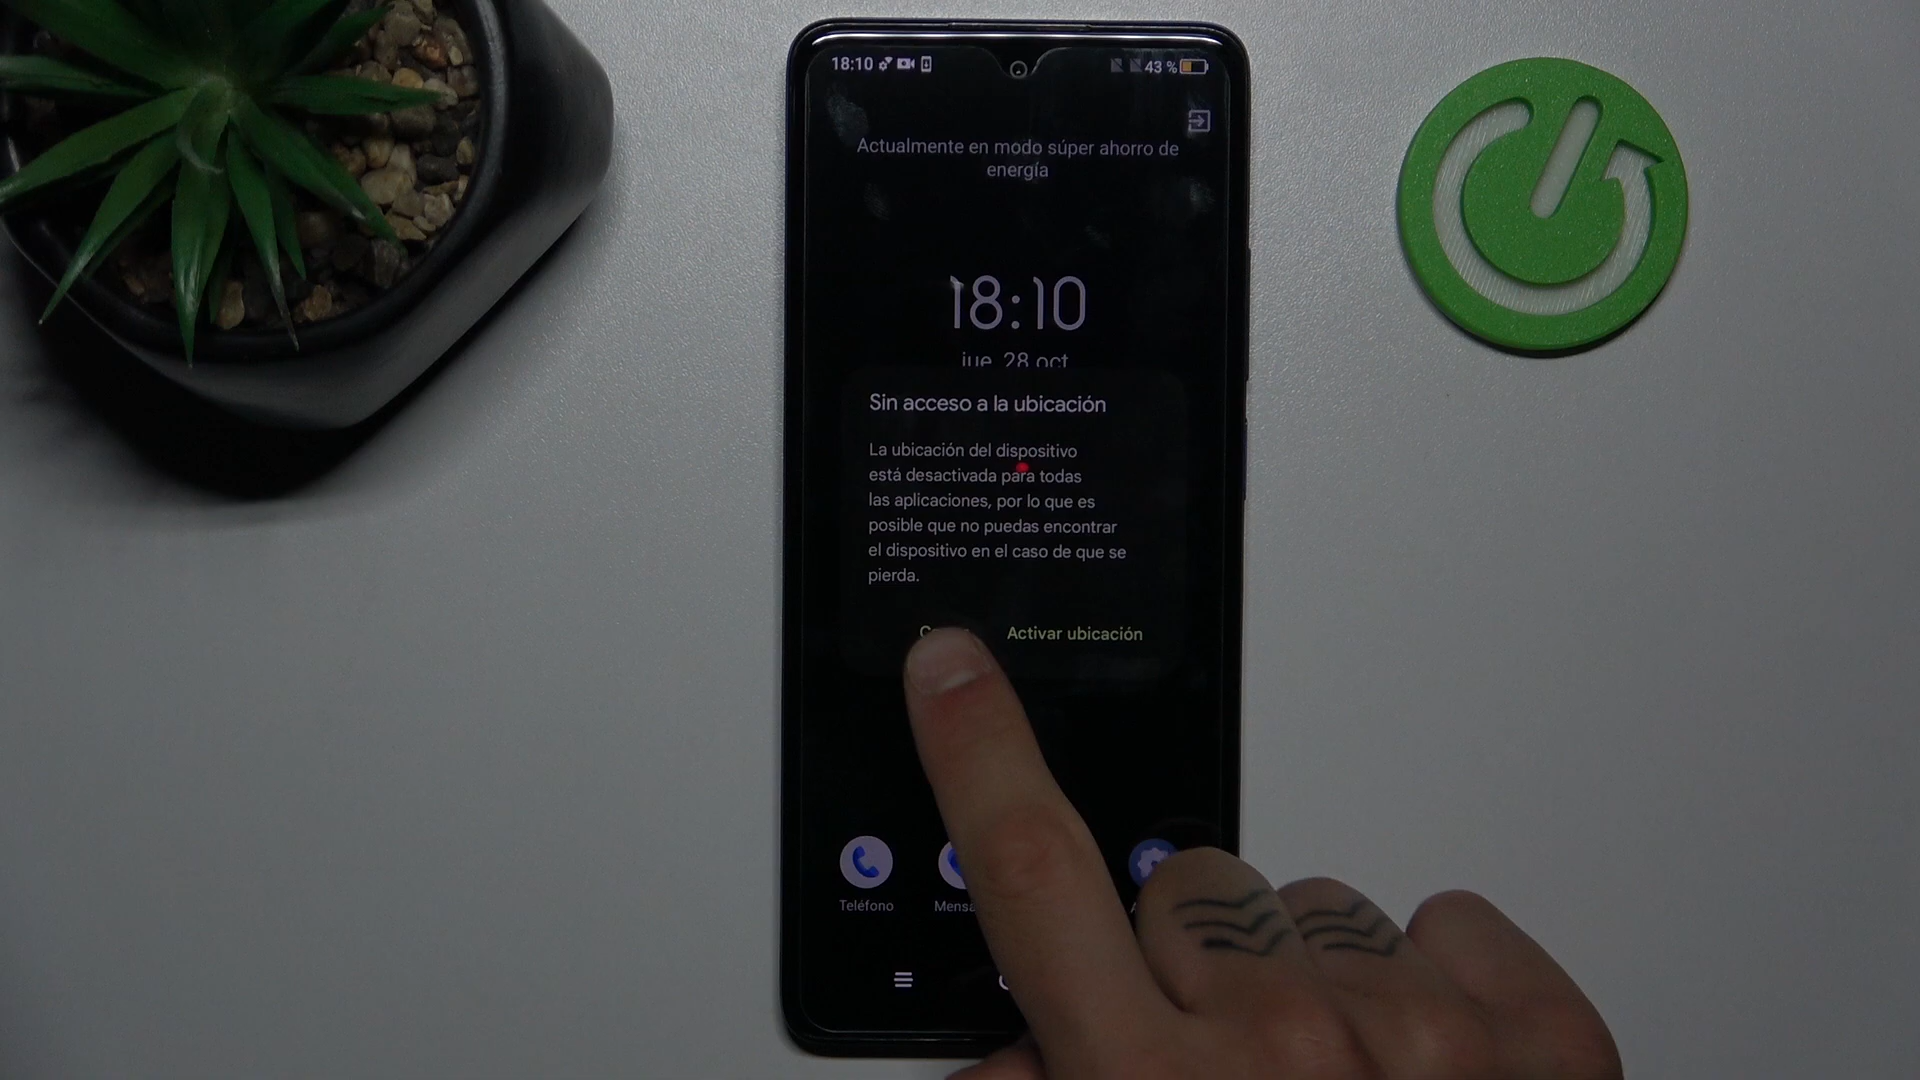 18:10
43 %
Actualmente en modo súper ahorro de
energía
18:10
jue. 28 oct
Sin acceso a la ubicación
La ubicación del dispositivo
está desactivada para todas
las aplicaciones, por lo que es
posible que no puedas encontrar
el dispositivo en el caso de que se
pierda.
Activar ubicación
Teléfono